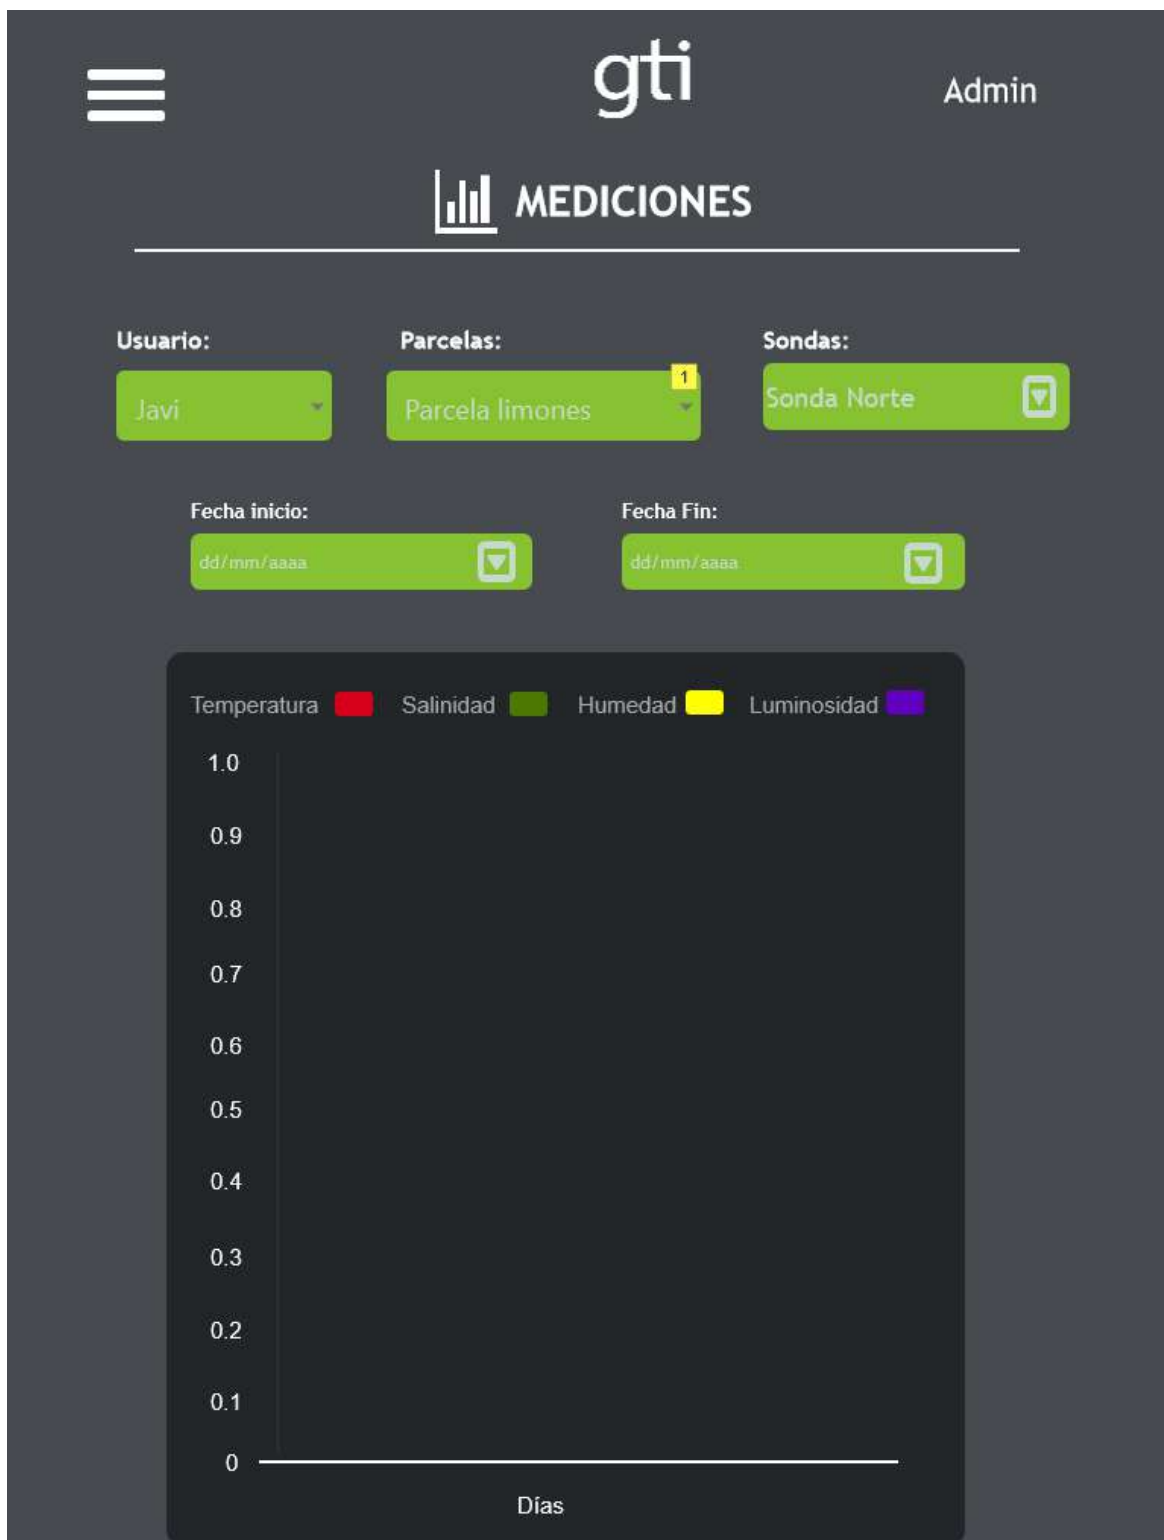 gti
Admin
MEDICIONES
Usuario: Parcelas: Sondas:
1
Javi Parcela limones Sonda Norte
Fecha inicio: Fecha Fin:
dd/mm/aaaa dd/mm/aaaa
Temperatura Salinidad Humedad Luminosidad
1.0
0.9
0.8
0.7
0.6
0.5
0.4
0.3
0.2
0.1
0
Días